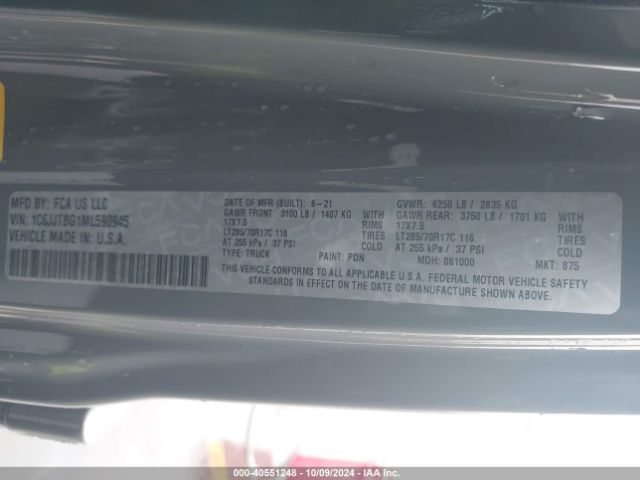 MFD BY: FCA US LLC
VIN: 1C6JJTBG1ML590945
VEHICLE MADE IN: U.S.A.
DATE OF MFR (BUILT): 6-21
GAWR FRONT: 3100 LB / 1407 KG WITH
17X7.5 RIMS
LT285/70R17C 116
AT 255 kPa / 37 PSI COLD
TYPE: TRUCK PAINT: PDN
GVWR: 6250 LB / 2835 KG
GAWR REAR: 3750 LB / 1701 KG WITH
17X7.5 RIMS
LT285/70R17C 116
AT 255 kPa / 37 PSI COLD
MDH: 061000 MKT: 875
THIS VEHICLE CONFORMS TO ALL APPLICABLE U.S.A. FEDERAL MOTOR VEHICLE SAFETY
STANDARDS IN EFFECT ON THE DATE OF MANUFACTURE SHOWN ABOVE.
000-40551248 - 10/09/2024 - IAA Inc.